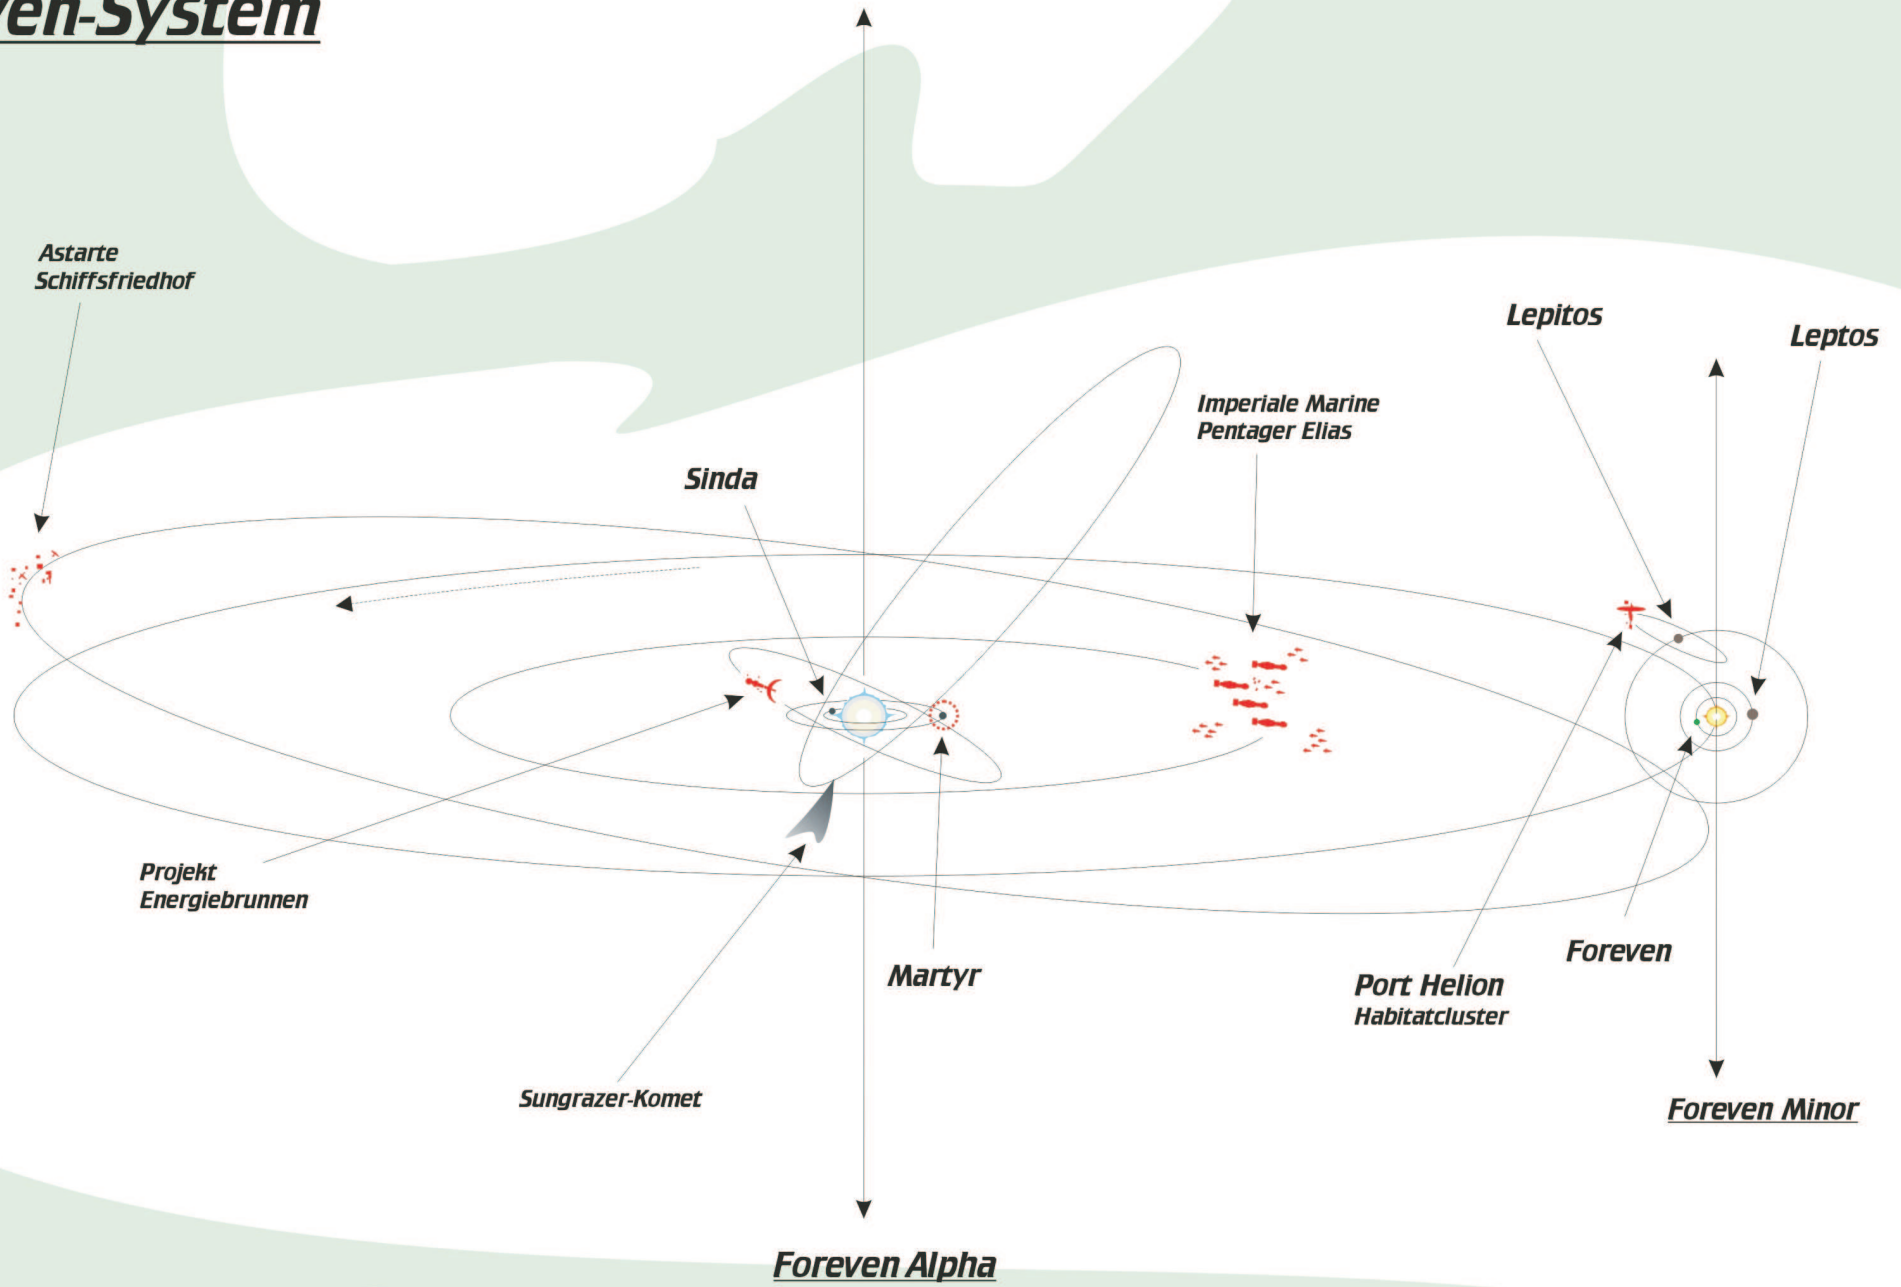 ven-System
Astarte
Schiffsfriedhof
Lepitos
Leptos
Imperiale Marine
Pentager Elias
Sinda
Projekt
Energiebrunnen
Martyr
Foreven
Port Helion
Habitatcluster
Sungrazer-Komet
Foreven Minor
Foreven Alpha